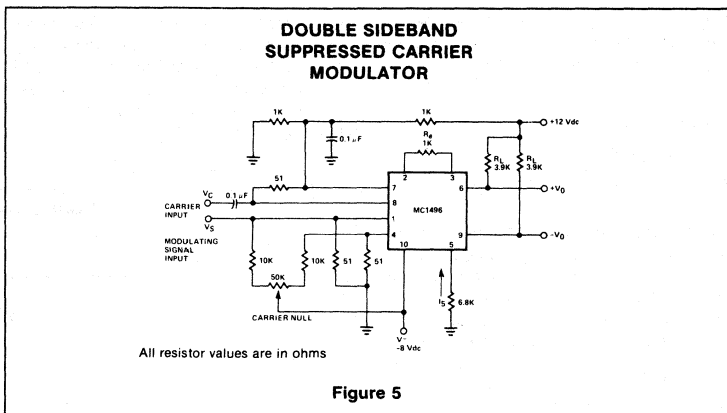 DOUBLE SIDEBAND
SUPPRESSED CARRIER
MODULATOR
1K
1K
+12 Vdc
0.1 μF
Re
1K
RL
3.9K
RL
3.9K
2
3
51
7
6
+VO
VC
0.1 μF
8
MC1496
CARRIER
INPUT
VS
1
4
9
-VO
MODULATING
SIGNAL
INPUT
10
5
10K
10K
51
51
50K
I5
6.8K
CARRIER NULL
V-
-8 Vdc
All resistor values are in ohms
Figure 5